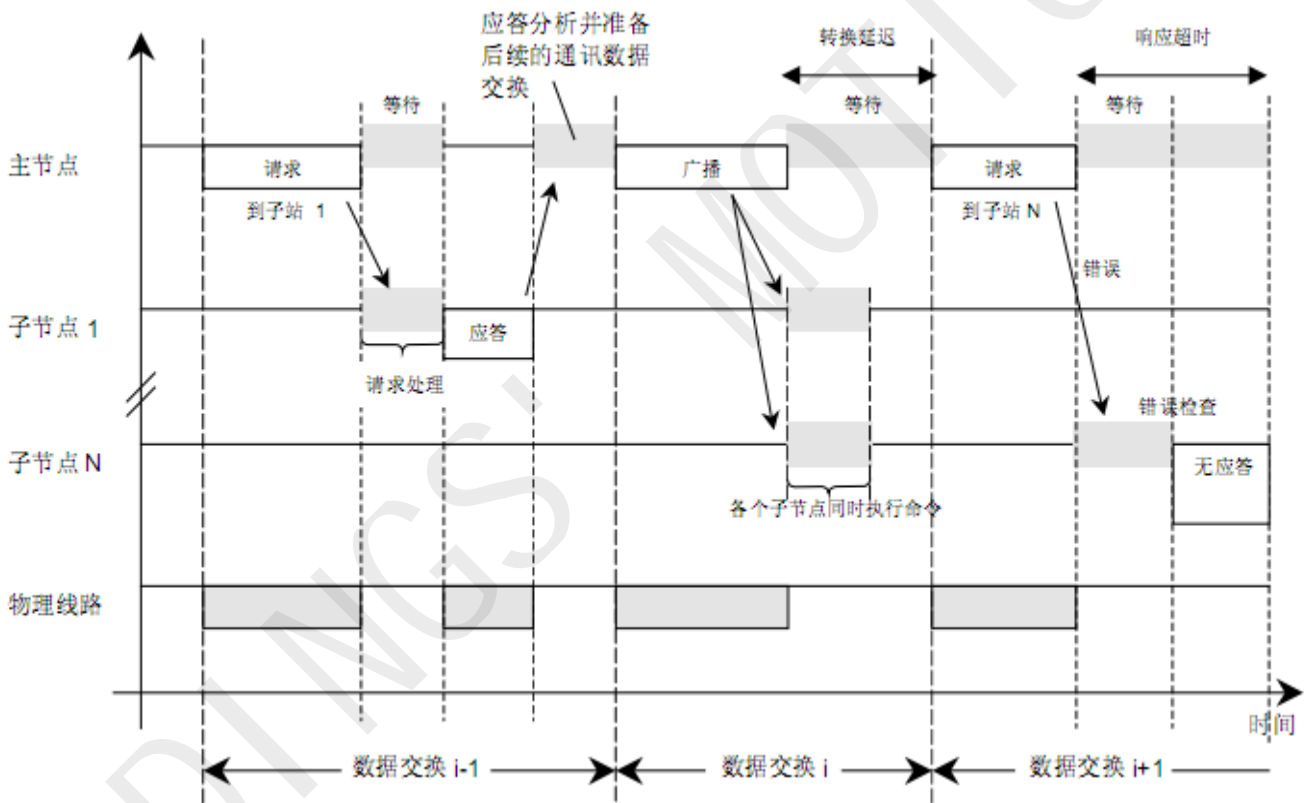 应答分析并准备
后续的通讯数据
交换
转换延迟
响应超时
等待
等待
等待
主节点
请求
广播
请求
到子站 1
到子站 N
错误
子节点 1
应答
请求处理
错误检查
子节点 N
无应答
各个子节点同时执行命令
物理线路
时间
数据交换 i-1
数据交换 i
数据交换 i+1
DINGS' MOTION